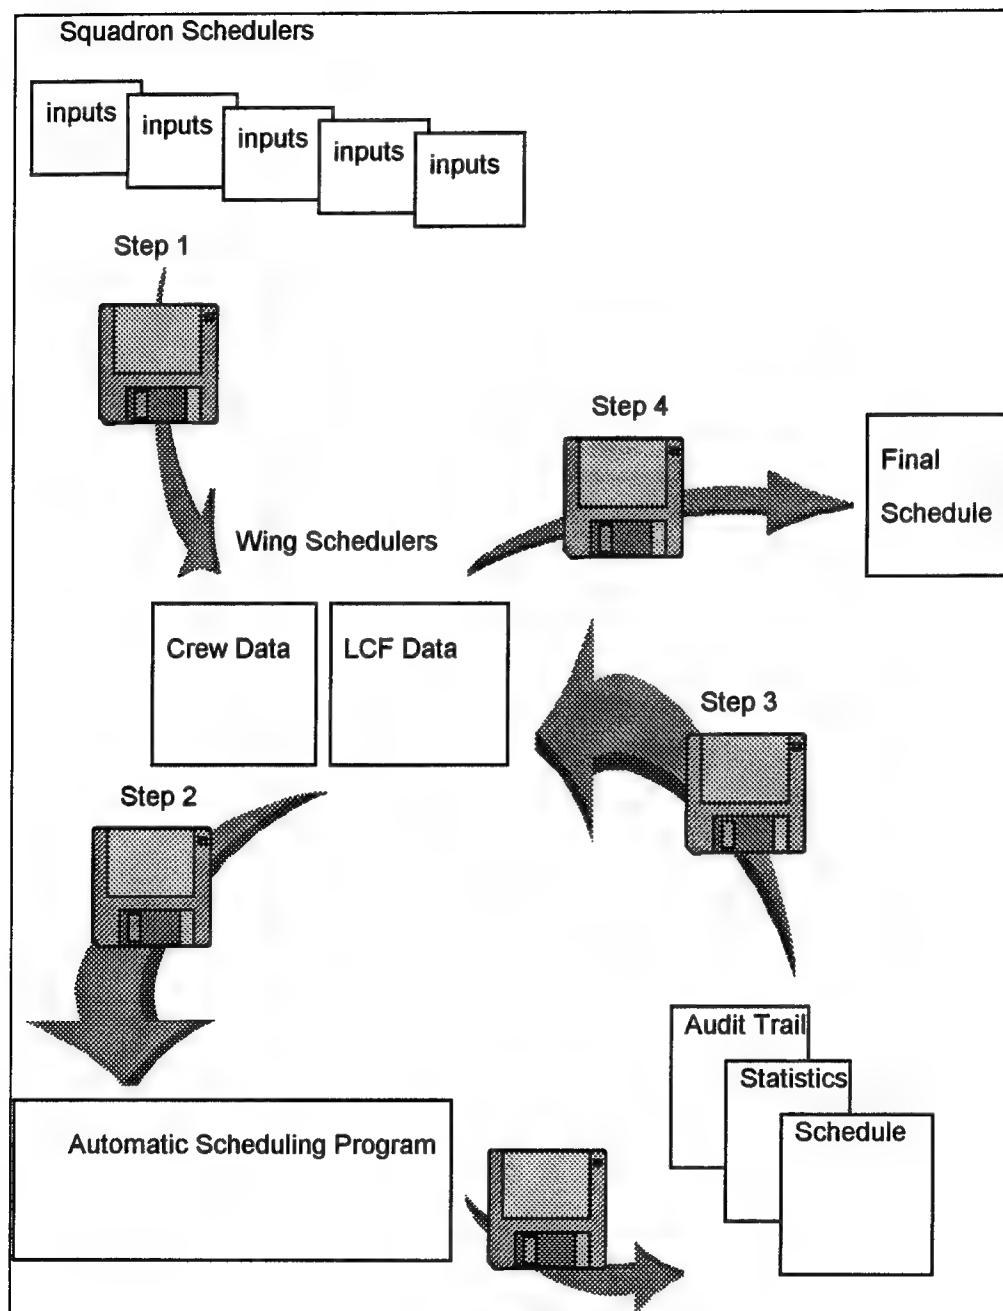 Squadron Schedulers
inputs
inputs
inputs
inputs
inputs
Step 1
Step 4
Final
Schedule
Wing Schedulers
Crew Data
LCF Data
Step 3
Step 2
Audit Trail
Statistics
Schedule
Automatic Scheduling Program